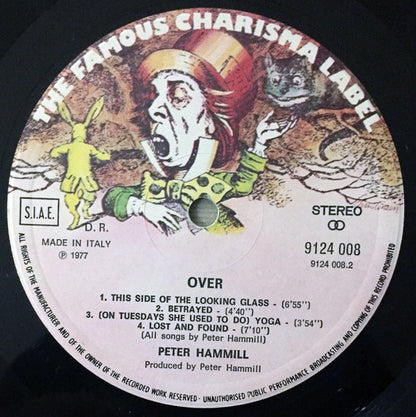 THE FAMOUS CHARISMA LABEL
S.I.A.E.
D. R.
MADE IN ITALY
℗ 1977
STEREO
9124 008
9124 008.2
OVER
1. THIS SIDE OF THE LOOKING GLASS - (6'55")
2. BETRAYED - (4'40")
3. (ON TUESDAYS SHE USED TO DO) YOGA - (3'54")
4. LOST AND FOUND - (7'10")
(All songs by Peter Hammill)
PETER HAMMILL
Produced by Peter Hammill
ALL RIGHTS OF THE MANUFACTURER AND OF THE OWNER OF THE RECORDED WORK RESERVED - UNAUTHORISED PUBLIC PERFORMANCE BROADCASTING AND COPYING OF THIS RECORD PROHIBITED